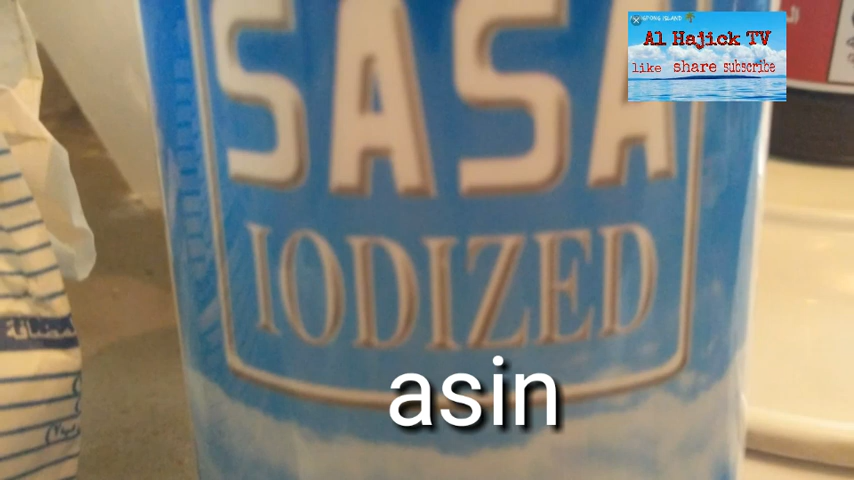 SASA
IODIZED
asin
Al Hajick TV
like share subscribe